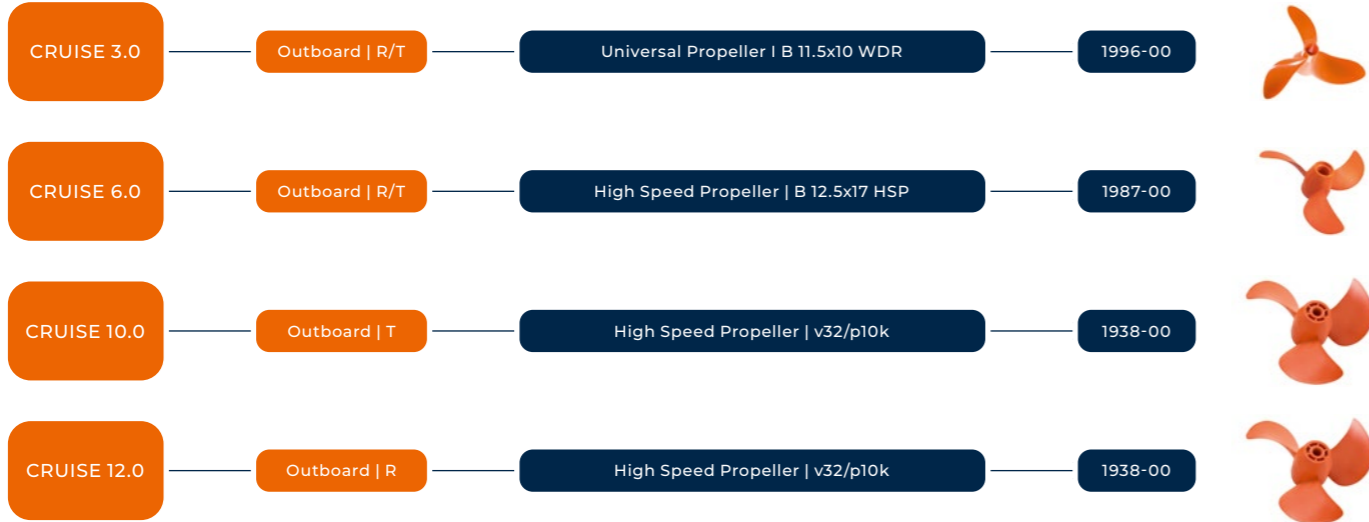 CRUISE 3.0 Outboard | R/T Universal Propeller I B 11.5x10 WDR 1996-00
CRUISE 6.0 Outboard | R/T High Speed Propeller | B 12.5x17 HSP 1987-00
CRUISE 10.0 Outboard | T High Speed Propeller | v32/p10k 1938-00
CRUISE 12.0 Outboard | R High Speed Propeller | v32/p10k 1938-00